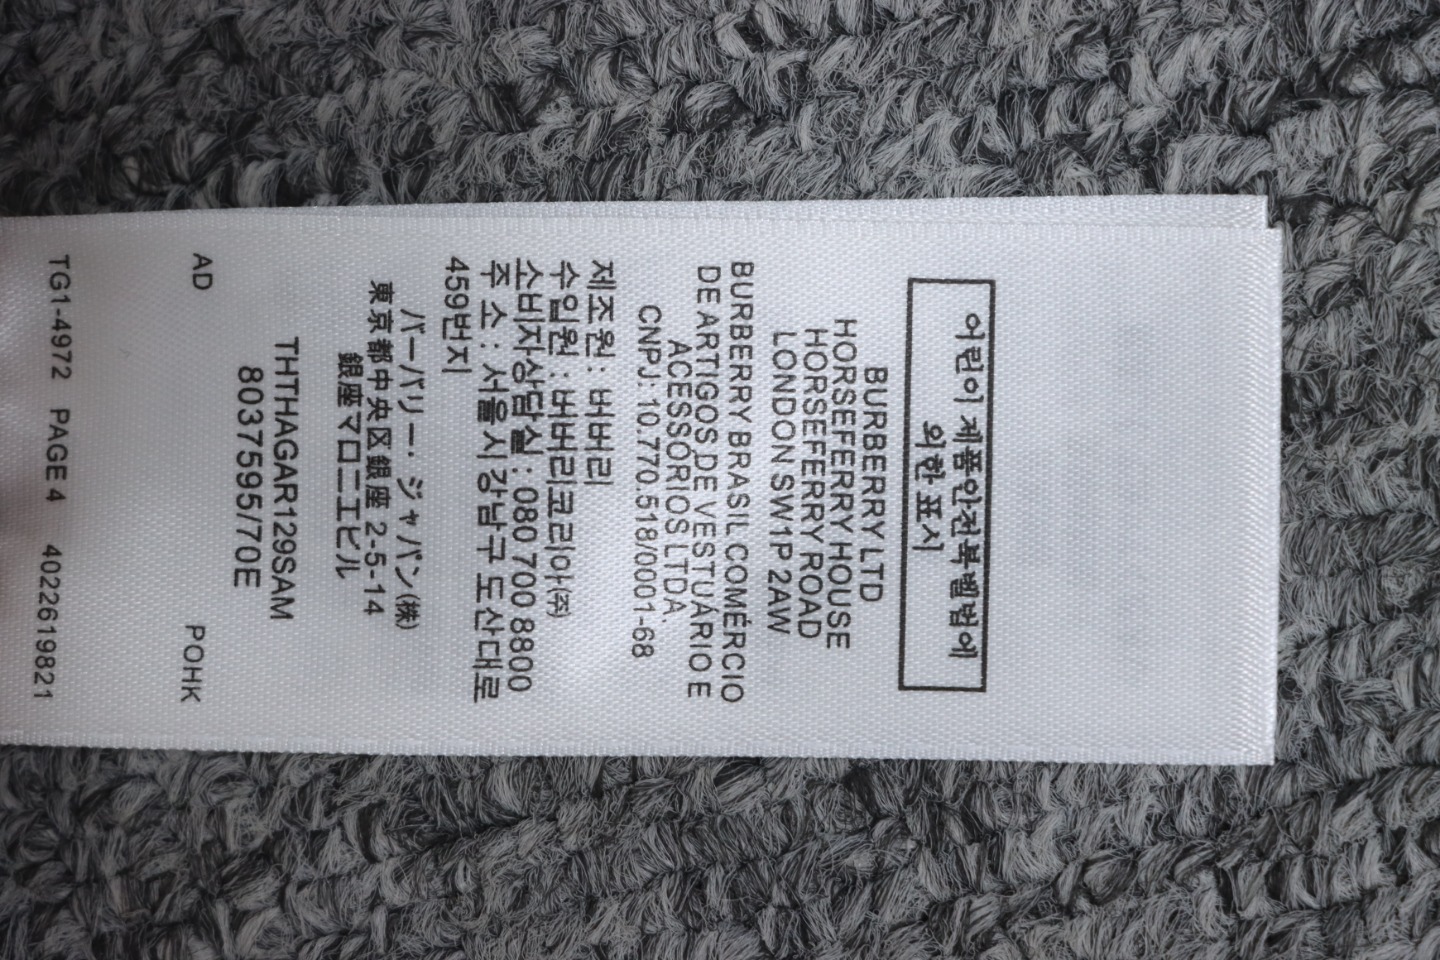 어린이제품안전특별법에
의한 표시
BURBERRY LTD
HORSEFERRY HOUSE
HORSEFERRY ROAD
LONDON SW1P 2AW
BURBERRY BRASIL COMÉRCIO
DE ARTIGOS DE VESTUÁRIO E
ACESSÓRIOS LTDA.
CNPJ: 10.770.518/0001-68
제조원 : 버버리
수입원 : 버버리코리아(주)
소비자상담실 : 080 700 8800
주 소 : 서울시 강남구 도산대로
459번지
バーバリー・ジャパン(株)
東京都中央区銀座 2-5-14
銀座マロニエビル
THTHAGAR129SAM
8037595/70E
AD POHK
TG1-4972 PAGE 4 4022619821